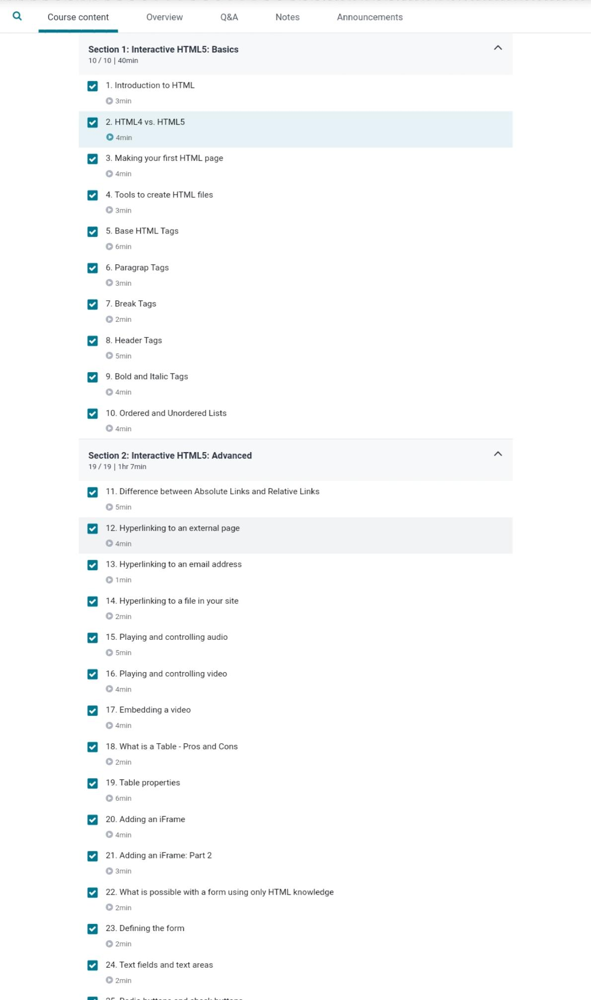 Course content Overview Q&A Notes Announcements
Section 1: Interactive HTML5: Basics
10 / 10 | 40min
1. Introduction to HTML
3min
2. HTML4 vs. HTML5
4min
3. Making your first HTML page
4min
4. Tools to create HTML files
3min
5. Base HTML Tags
6min
6. Paragrap Tags
3min
7. Break Tags
2min
8. Header Tags
5min
9. Bold and Italic Tags
4min
10. Ordered and Unordered Lists
4min
Section 2: Interactive HTML5: Advanced
19 / 19 | 1hr 7min
11. Difference between Absolute Links and Relative Links
5min
12. Hyperlinking to an external page
4min
13. Hyperlinking to an email address
1min
14. Hyperlinking to a file in your site
2min
15. Playing and controlling audio
5min
16. Playing and controlling video
4min
17. Embedding a video
4min
18. What is a Table - Pros and Cons
2min
19. Table properties
6min
20. Adding an iFrame
4min
21. Adding an iFrame: Part 2
3min
22. What is possible with a form using only HTML knowledge
2min
23. Defining the form
2min
24. Text fields and text areas
2min